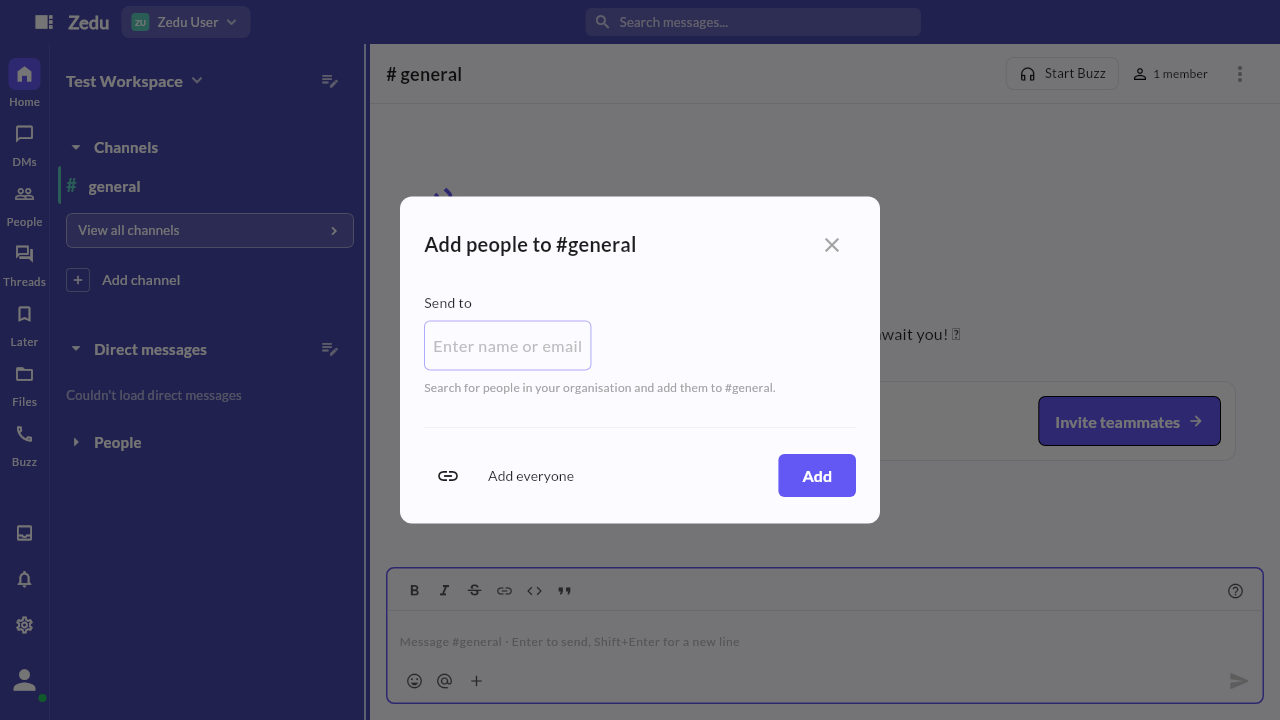 Zedu
ZU
Zedu User
Search messages...
Home
DMs
People
Threads
Later
Files
Buzz
Test Workspace
Channels
# general
View all channels
Add channel
Direct messages
Couldn't load direct messages
People
# general
Start Buzz
1 member
await you!
Invite teammates
Add people to #general
Send to
Enter name or email
Search for people in your organisation and add them to #general.
Add everyone
Add
B I S
Message #general · Enter to send, Shift+Enter for a new line